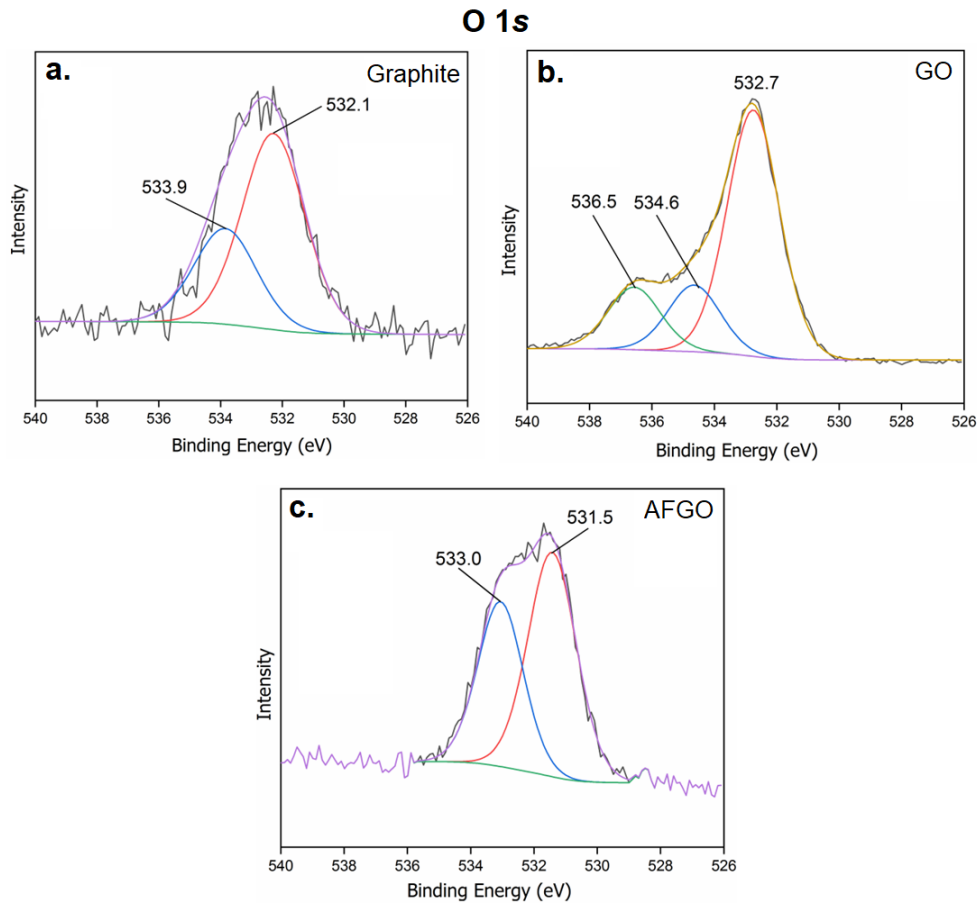 O 1s
a.
Graphite
532.1
533.9
Intensity
540 538 536 534 532 530 528 526
Binding Energy (eV)
b.
GO
532.7
536.5
534.6
Intensity
540 538 536 534 532 530 528 526
Binding Energy (eV)
c.
AFGO
531.5
533.0
Intensity
540 538 536 534 532 530 528 526
Binding Energy (eV)